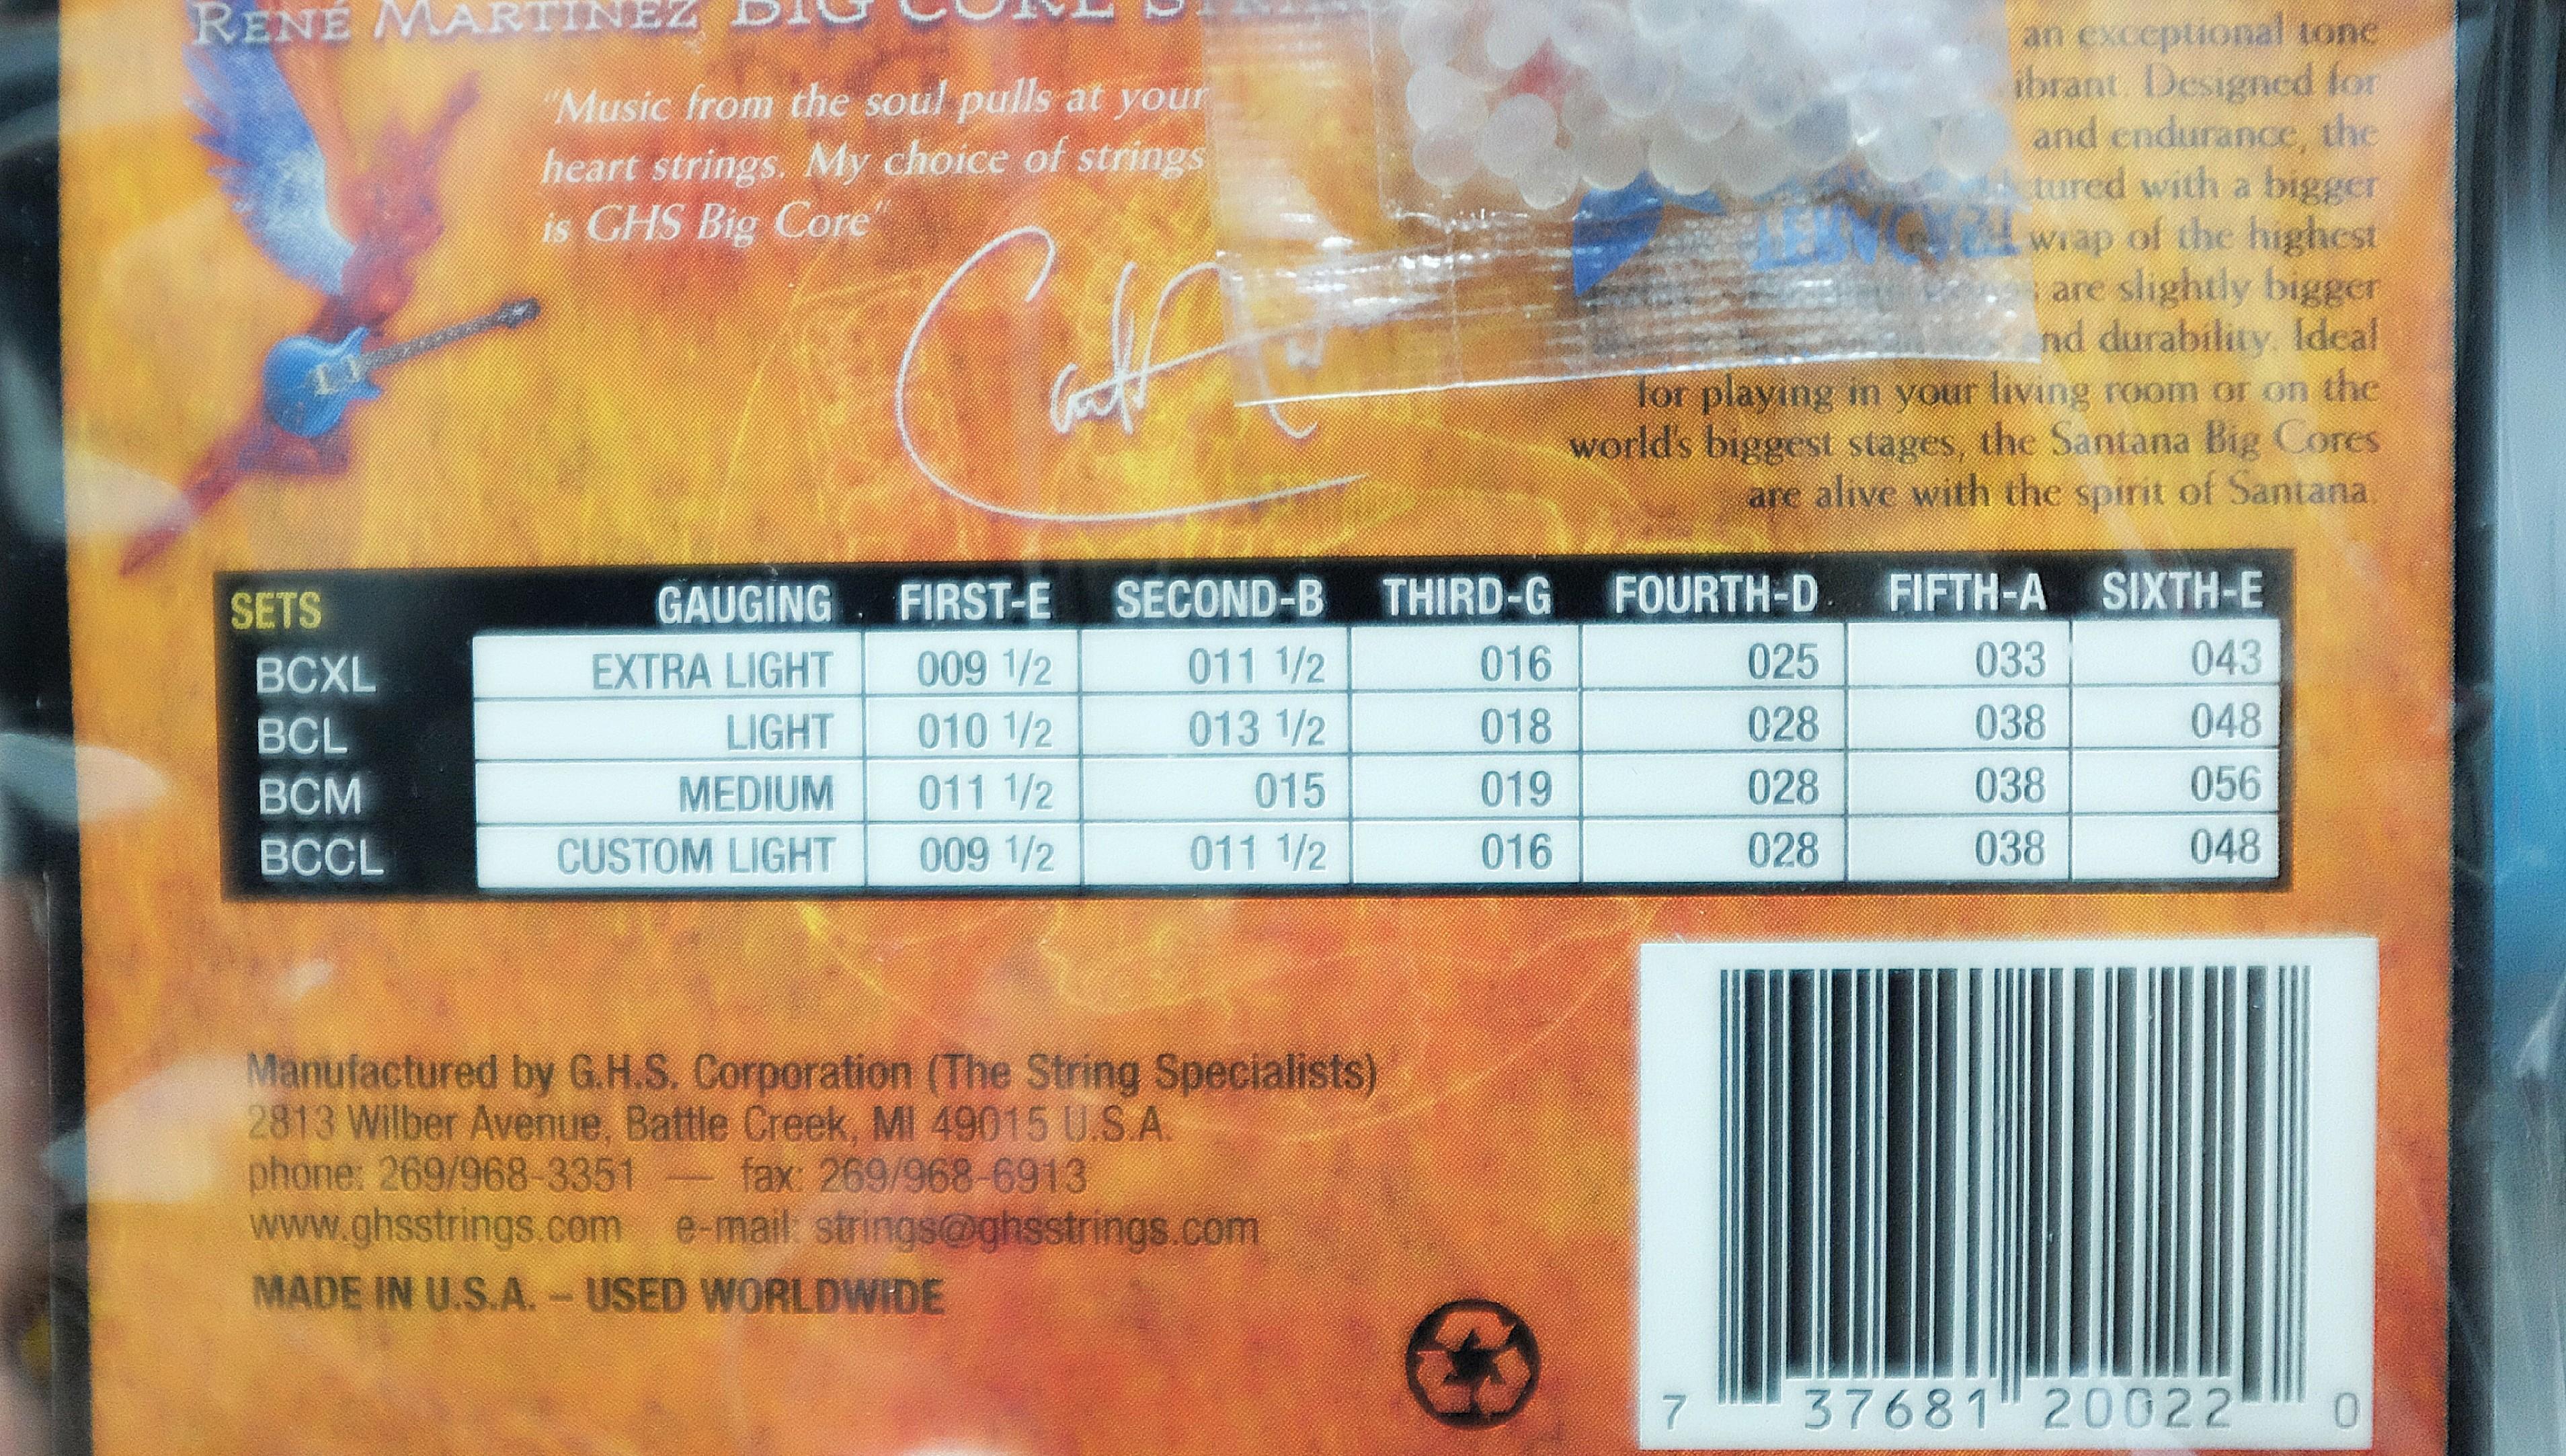 RENÉ MARTINEZ BIG CORE
"Music from the soul pulls at your
heart strings. My choice of strings
is GHS Big Core"
an exceptional tone
Designed for
and endurance, the
with a bigger
wrap of the highest
are slightly bigger
durability. Ideal
for playing in your living room or on the
world's biggest stages, the Santana Big Cores
are alive with the spirit of Santana.
SETS GAUGING FIRST-E SECOND-B THIRD-G FOURTH-D FIFTH-A SIXTH-E
BCXL EXTRA LIGHT 009 1/2 011 1/2 016 025 033 043
BCL LIGHT 010 1/2 013 1/2 018 028 038 048
BCM MEDIUM 011 1/2 015 019 028 038 056
BCCL CUSTOM LIGHT 009 1/2 011 1/2 016 028 038 048
Manufactured by G.H.S. Corporation (The String Specialists)
2813 Wilber Avenue, Battle Creek, MI 49015 U.S.A.
phone: 269/968-3351 — fax: 269/968-6913
www.ghsstrings.com e-mail: strings@ghsstrings.com
MADE IN U.S.A. – USED WORLDWIDE
7 37681 20022 0